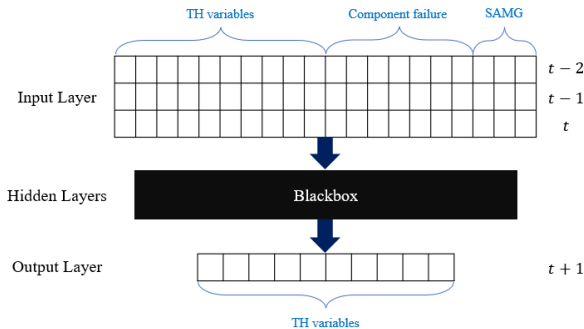 TH variables
Component failure
SAMG
t − 2
Input Layer
t − 1
t
Hidden Layers
Blackbox
Output Layer
t + 1
TH variables